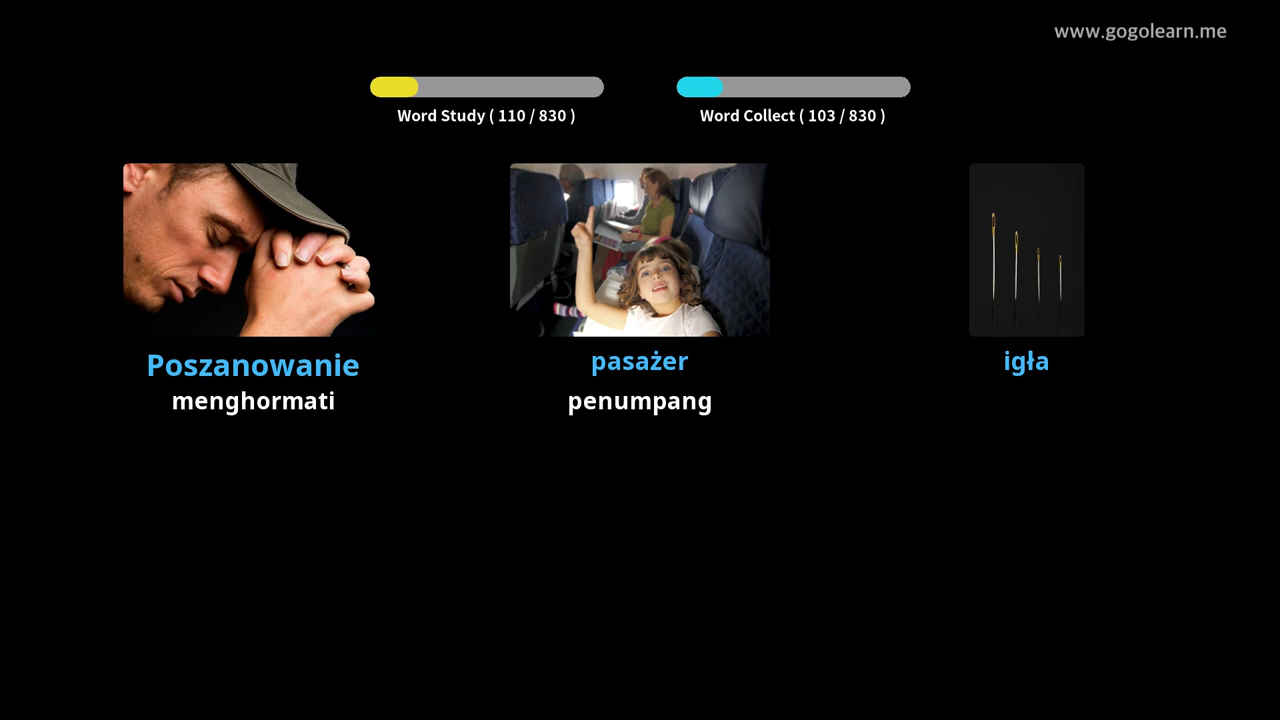 www.gogolearn.me
Word Study ( 110 / 830 )
Word Collect ( 103 / 830 )
Poszanowanie
menghormati
pasażer
penumpang
igła